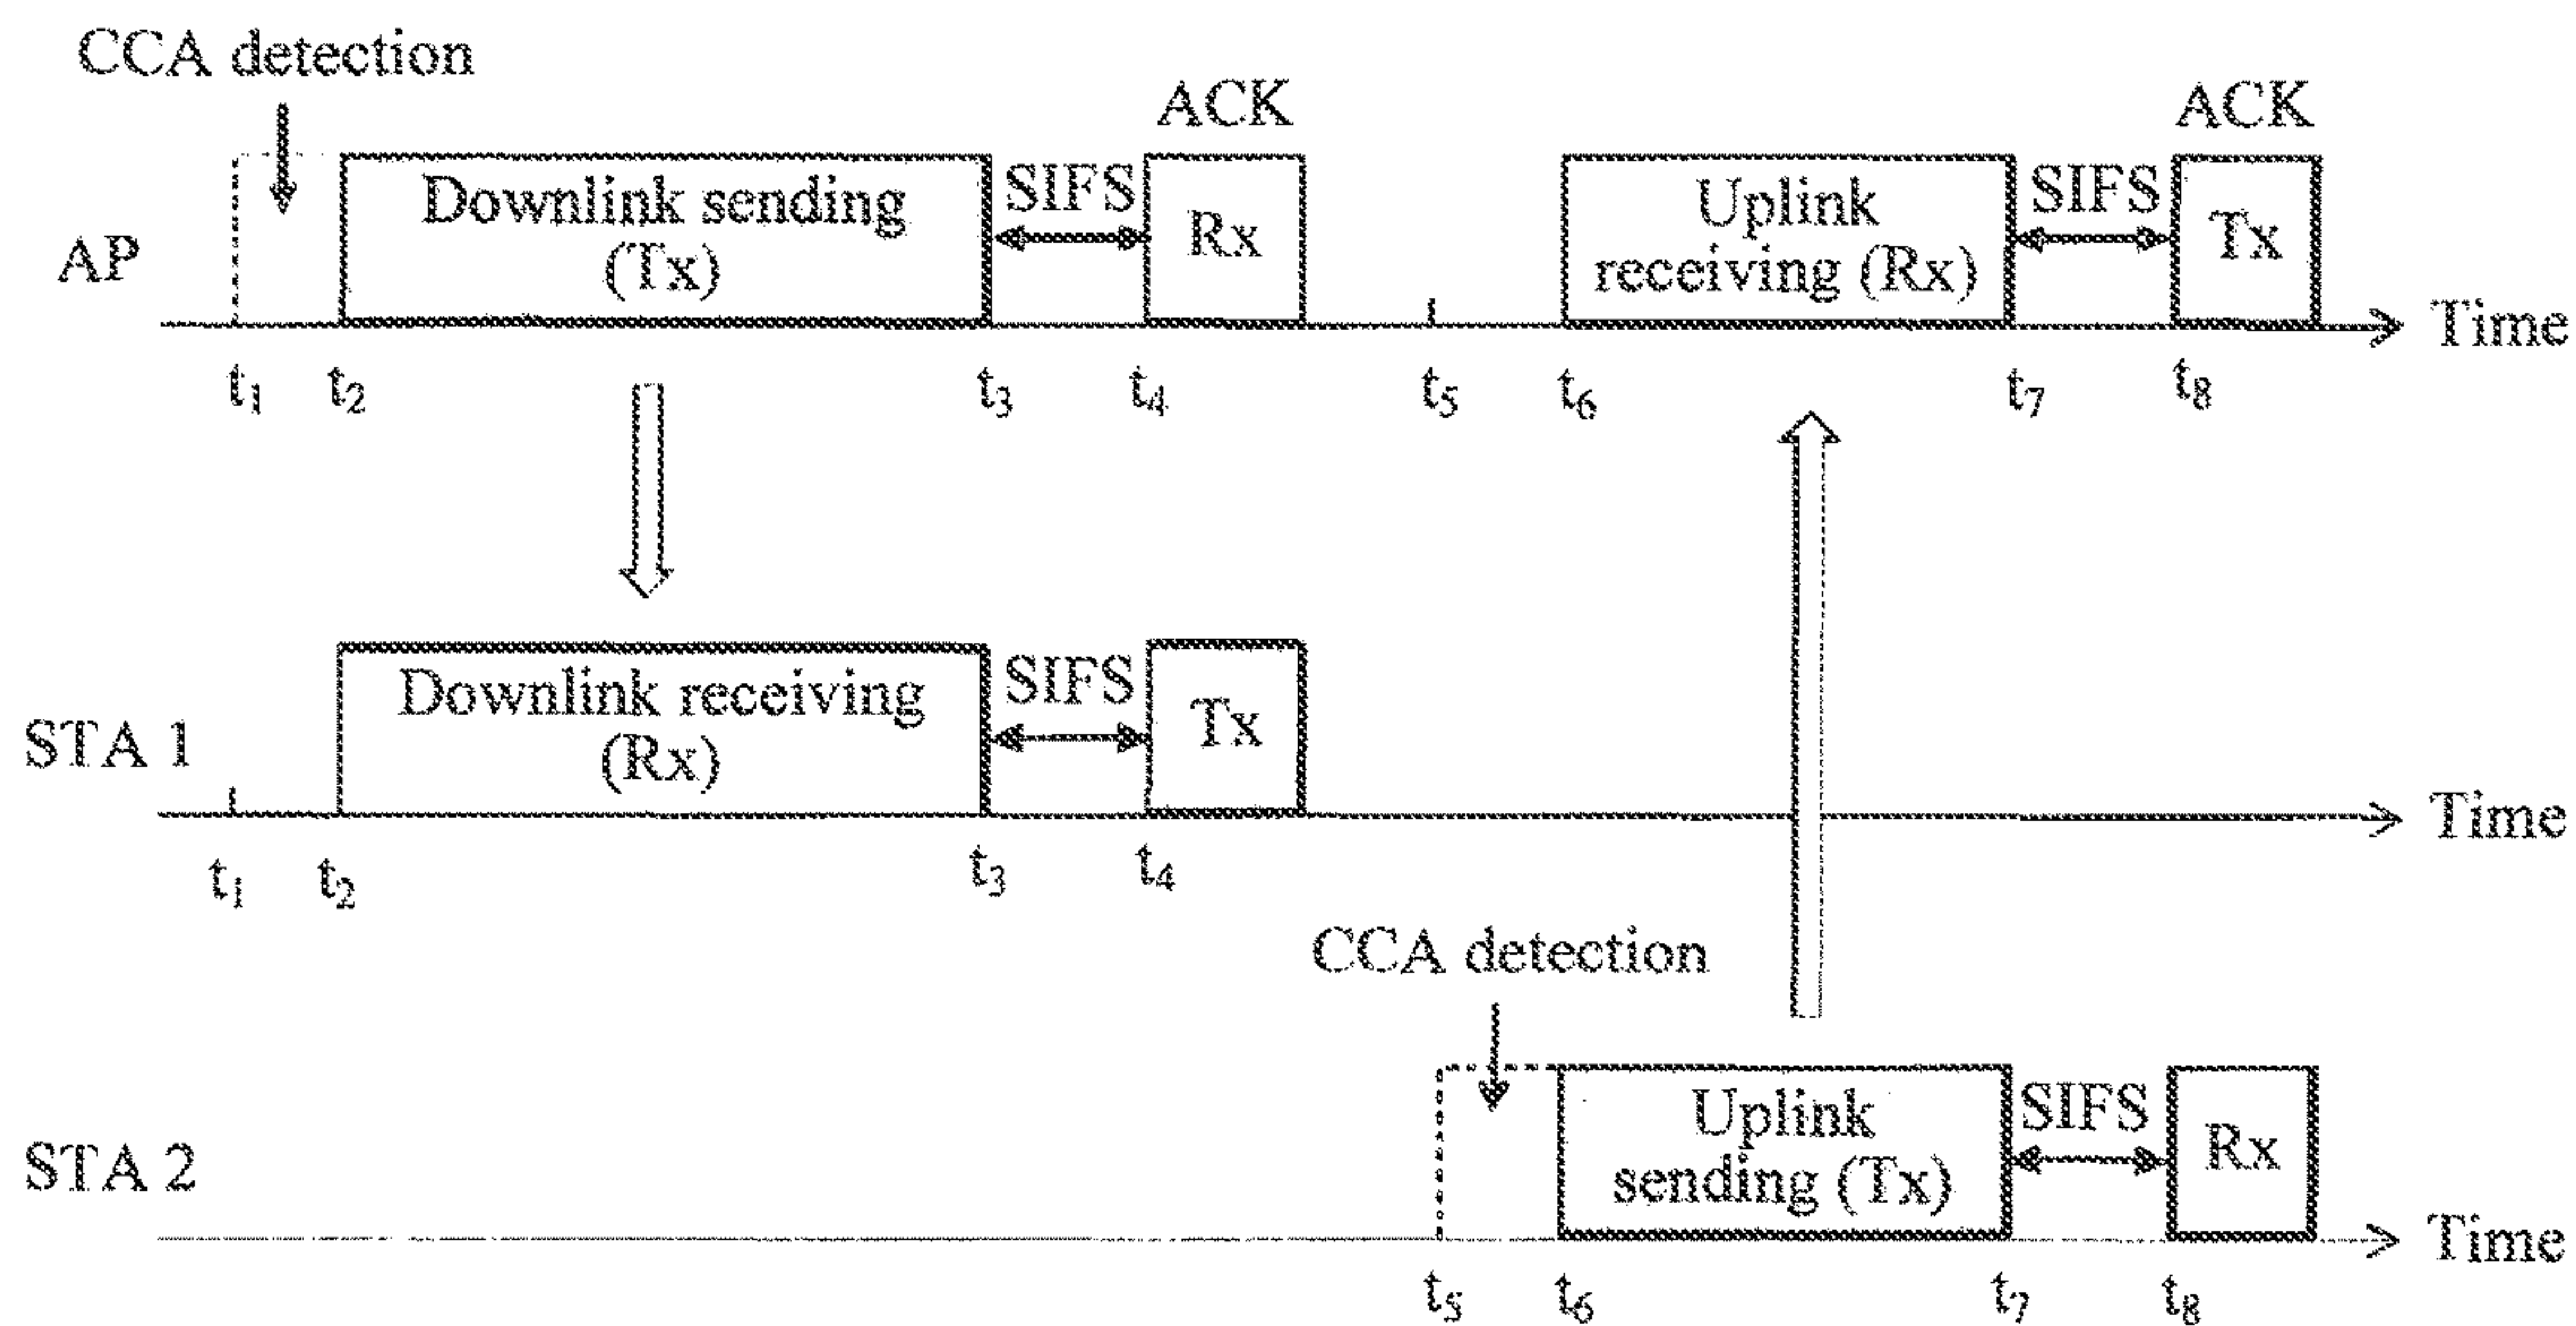 CCA detection
ACK
ACK
AP
Downlink sending
(Tx)
SIFS
Rx
Uplink
receiving (Rx)
SIFS
Tx
Time
t1
t2
t3
t4
t5
t6
t7
t8
STA 1
Downlink receiving
(Rx)
SIFS
Tx
Time
t1
t2
t3
t4
CCA detection
STA 2
Uplink
sending (Tx)
SIFS
Rx
Time
t5
t6
t7
t8